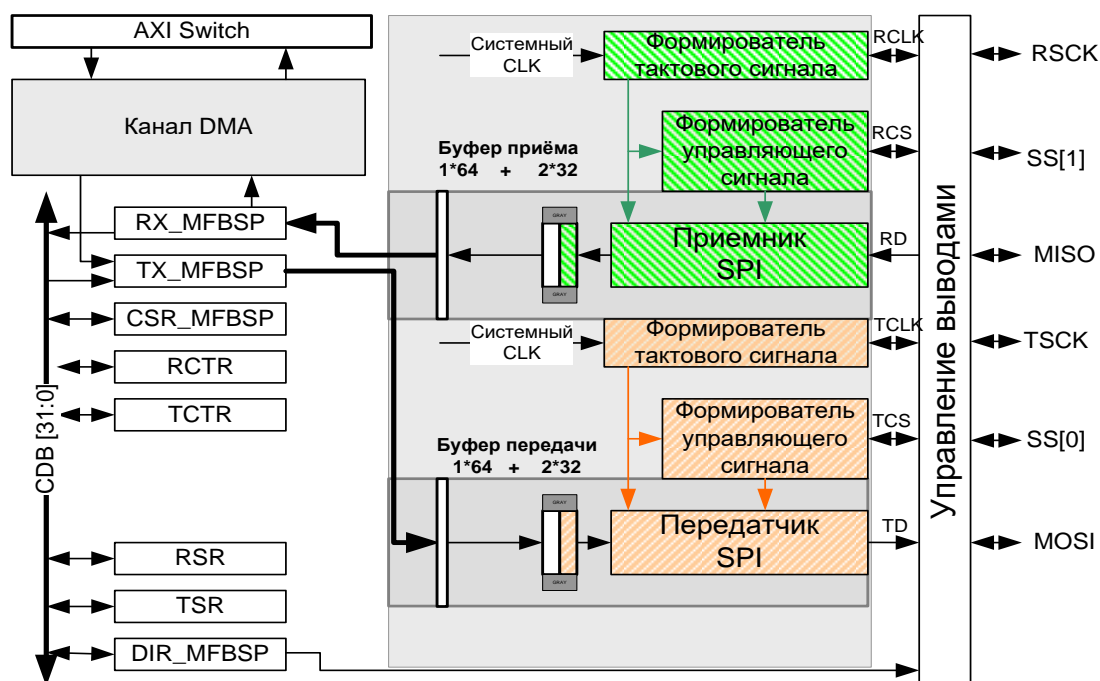 AXI Switch
Канал DMA
RX_MFBSP
TX_MFBSP
CSR_MFBSP
RCTR
TCTR
RSR
TSR
DIR_MFBSP
CDB [31:0]
Системный
CLK
Формирователь
тактового сигнала
RCLK
Формирователь
управляющего
сигнала
RCS
Буфер приёма
1*64 + 2*32
GRAY
GRAY
Приемник
SPI
RD
Системный
CLK
Формирователь
тактового сигнала
TCLK
Формирователь
управляющего
сигнала
TCS
Буфер передачи
1*64 + 2*32
GRAY
GRAY
Передатчик
SPI
TD
Управление выводами
RSCK
SS[1]
MISO
TSCK
SS[0]
MOSI